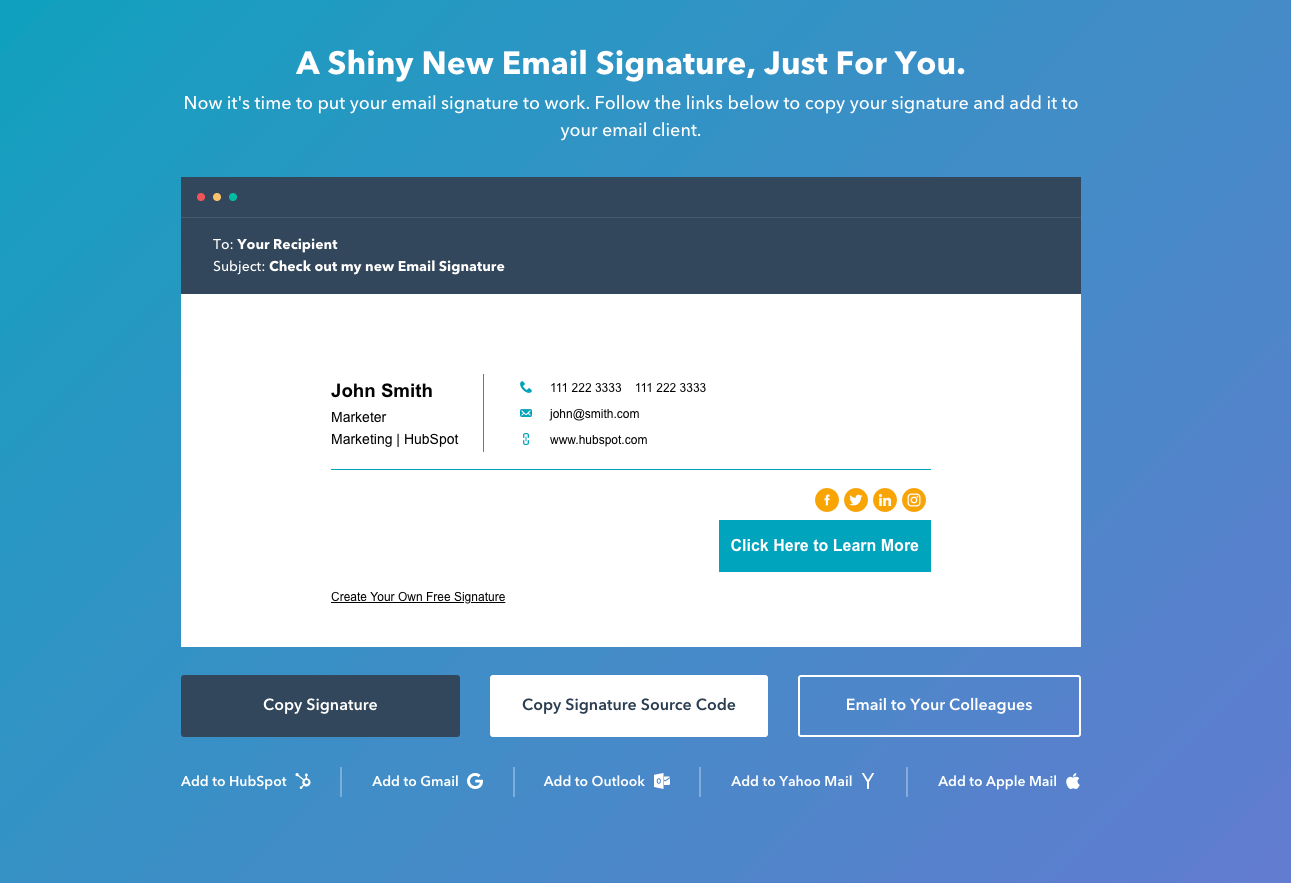 A Shiny New Email Signature, Just For You.
Now it's time to put your email signature to work. Follow the links below to copy your signature and add it to
your email client.
To: Your Recipient
Subject: Check out my new Email Signature
John Smith
Marketer
Marketing | HubSpot
111 222 3333 111 222 3333
john@smith.com
www.hubspot.com
Click Here to Learn More
Create Your Own Free Signature
Copy Signature
Copy Signature Source Code
Email to Your Colleagues
Add to HubSpot
Add to Gmail
Add to Outlook
Add to Yahoo Mail
Add to Apple Mail